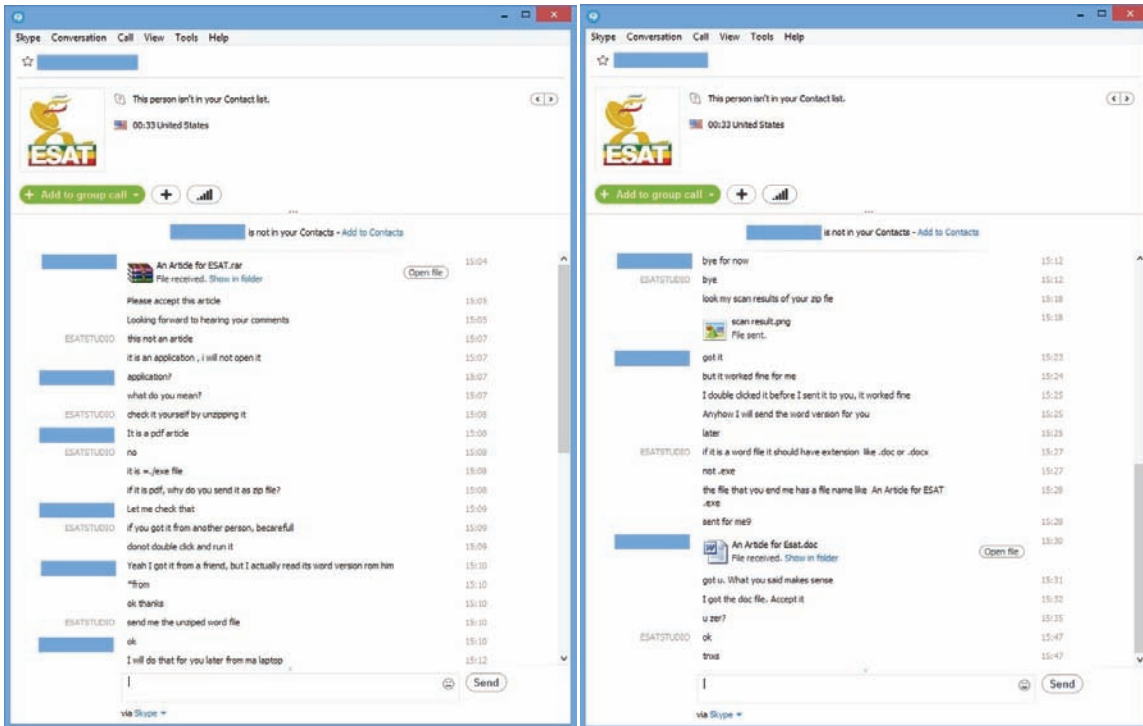 Skype Conversation Call View Tools Help
This person isn't in your Contact list.
00:33 United States
ESAT
+ Add to group call
is not in your Contacts - Add to Contacts
An Article for ESAT.rar 15:04
File received. Show in folder
Open file
Please accept this article 15:05
Looking forward to hearing your comments 15:05
ESATSTUDIO this not an article 15:07
it is an application , i will not open it 15:07
application? 15:07
what do you mean? 15:07
ESATSTUDIO check it yourself by unzipping it 15:08
It is a pdf article 15:08
ESATSTUDIO no 15:08
it is =./exe file 15:08
if it is pdf, why do you send it as zip file? 15:08
Let me check that 15:09
ESATSTUDIO if you got it from another person, becarefull 15:09
donot double click and run it 15:09
Yeah I got it from a friend, but I actually read its word version rom him 15:10
*from 15:10
ok thanks 15:10
ESATSTUDIO send me the unziped word file 15:10
ok 15:10
I will do that for you later from ma laptop 15:12
Send
via Skype
Skype Conversation Call View Tools Help
This person isn't in your Contact list.
00:33 United States
ESAT
+ Add to group call
is not in your Contacts - Add to Contacts
bye for now 15:12
ESATSTUDIO bye 15:12
look my scan results of your zip fie 15:18
scan result.png 15:18
File sent.
got it 15:23
but it worked fine for me 15:24
I double clicked it before I sent it to you, it worked fine 15:25
Anyhow I will send the word version for you 15:25
later 15:25
ESATSTUDIO if it is a word file it should have extension like .doc or .docx 15:27
not .exe 15:27
the file that you end me has a file name like An Article for ESAT 15:28
.exe
sent for me9 15:28
An Article for Esat.doc 15:30
File received. Show in folder
Open file
got u. What you said makes sense 15:31
I got the doc file. Accept it 15:32
u zer? 15:35
ESATSTUDIO ok 15:47
tnxs 15:47
Send
via Skype